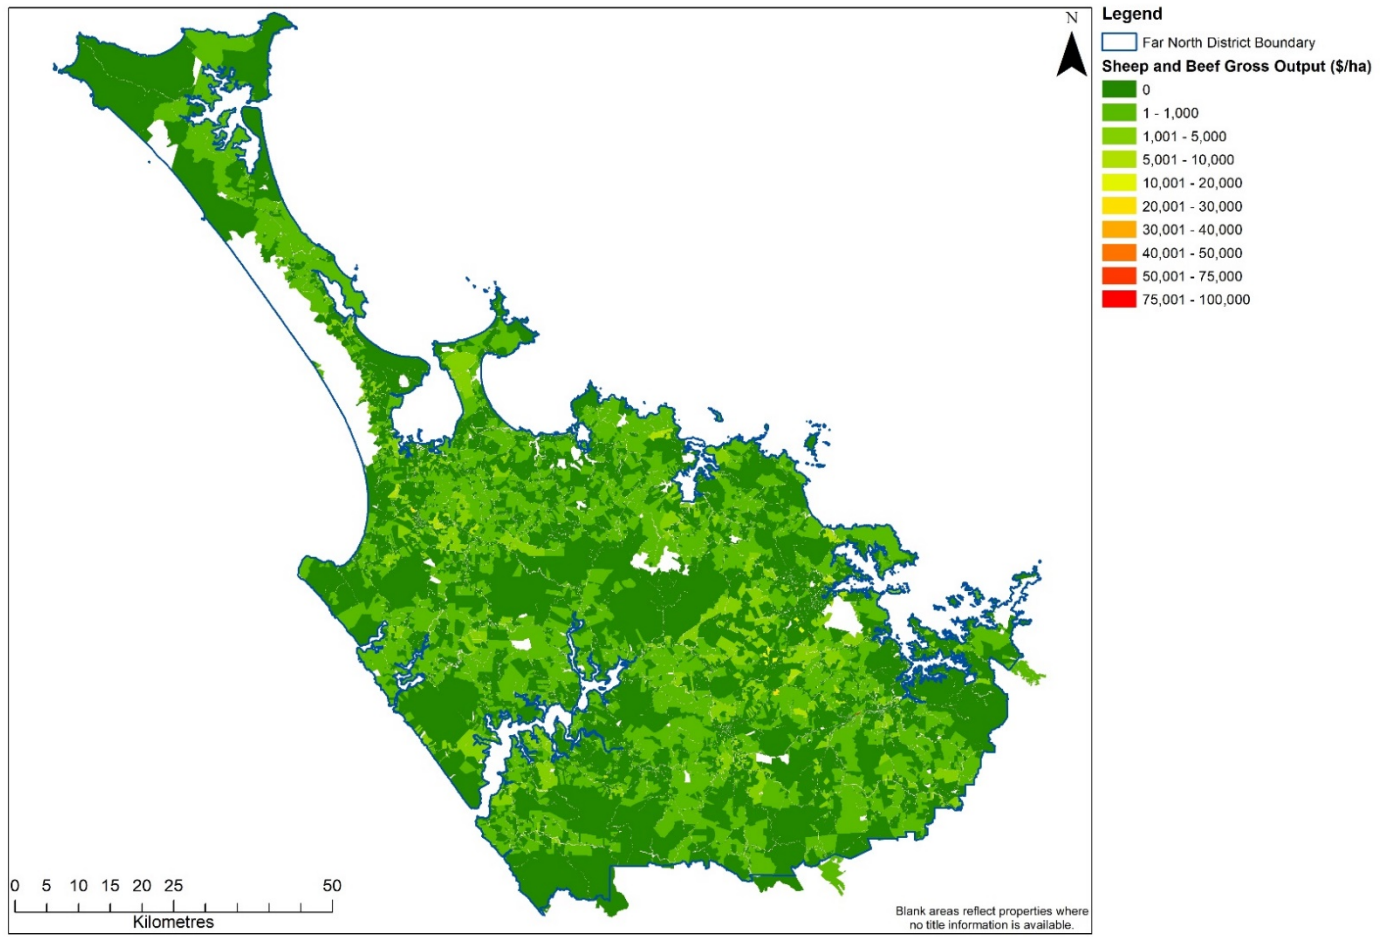 N
Legend
Far North District Boundary
Sheep and Beef Gross Output ($/ha)
0
1 - 1,000
1,001 - 5,000
5,001 - 10,000
10,001 - 20,000
20,001 - 30,000
30,001 - 40,000
40,001 - 50,000
50,001 - 75,000
75,001 - 100,000
0 5 10 15 20 25 50
Kilometres
Blank areas reflect properties where
no title information is available.